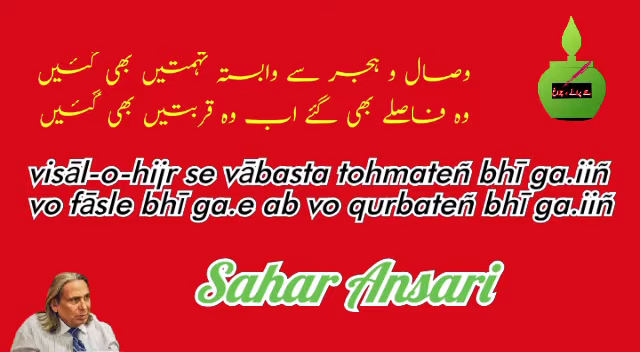 وصال و ہجر سے وابستہ تہمتیں بھی گئیں
وہ فاصلے بھی گئے اب وہ قربتیں بھی گئیں
visāl-o-hijr se vābasta tohmateñ bhī ga.iiñ
vo fāsle bhī ga.e ab vo qurbateñ bhī ga.iiñ
Sahar Ansari